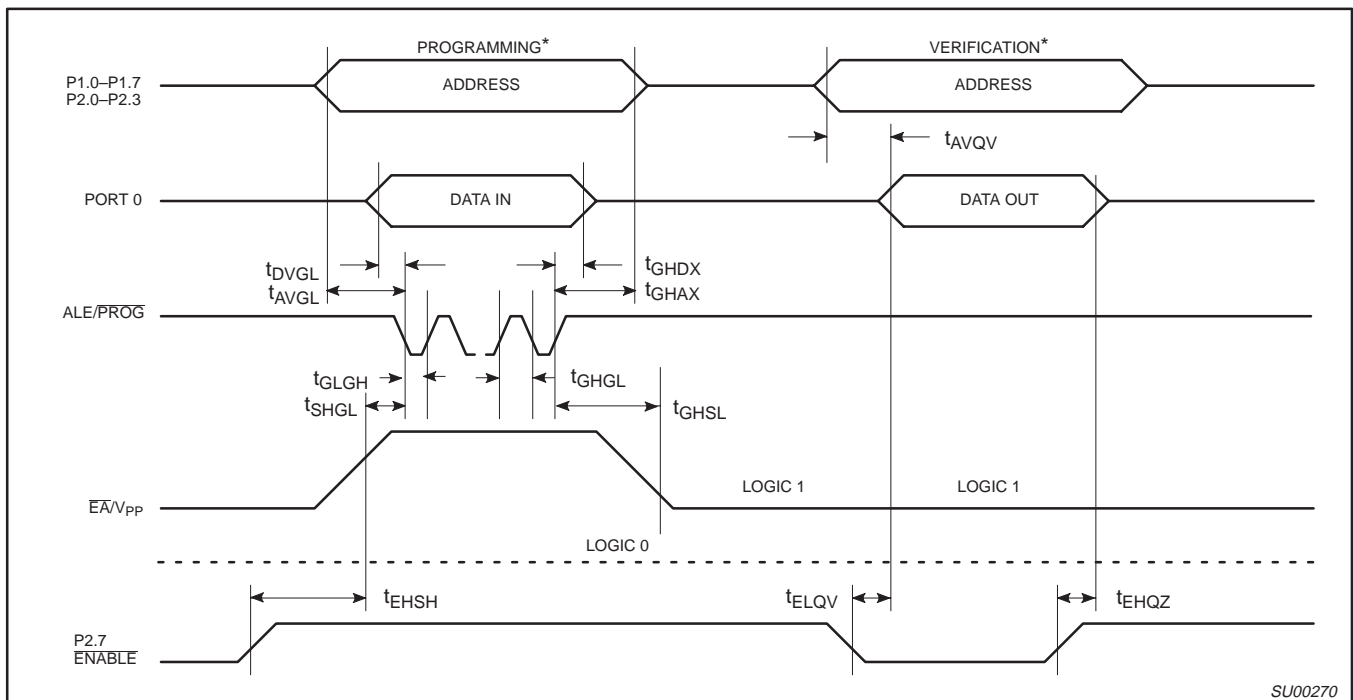 PROGRAMMING*
VERIFICATION*
P1.0–P1.7
P2.0–P2.3
ADDRESS
ADDRESS
tAVQV
PORT 0
DATA IN
DATA OUT
tDVGL
tGHDX
tAVGL
tGHAX
ALE/PROG
tGLGH
tGHGL
tSHGL
tGHSL
LOGIC 1
LOGIC 1
EA/VPP
LOGIC 0
tEHSH
tELQV
tEHQZ
P2.7
ENABLE
SU00270